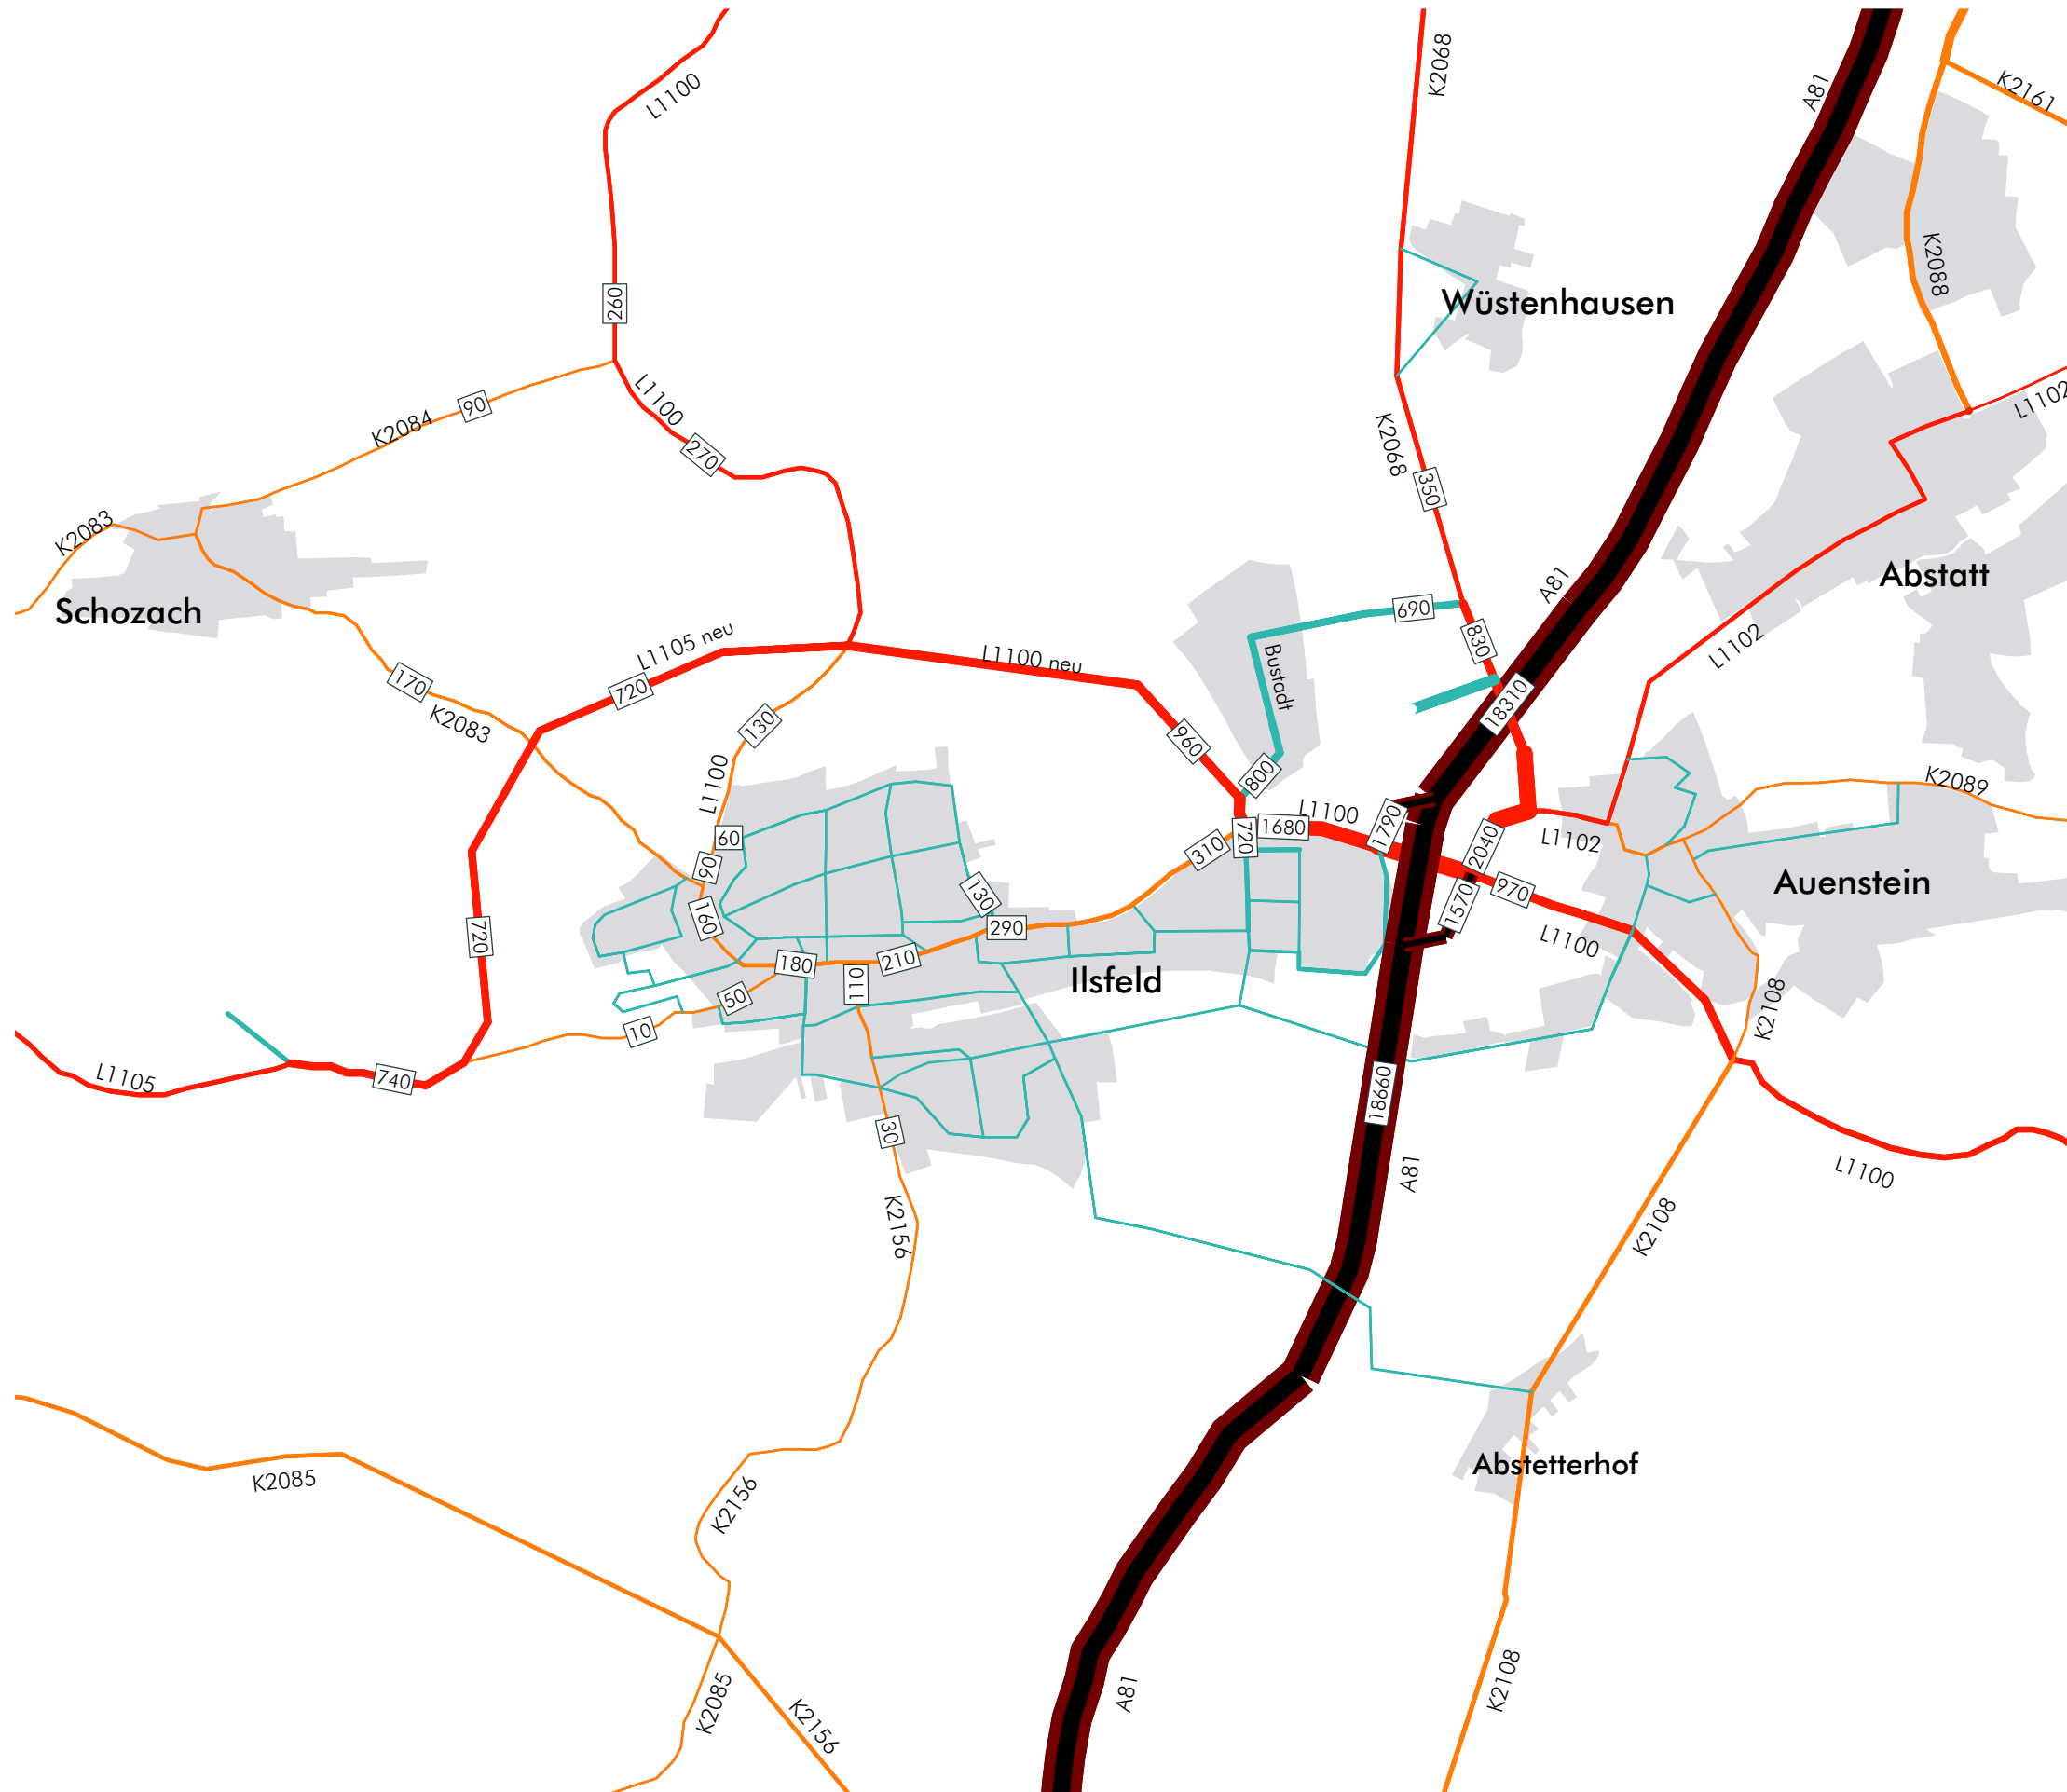 K2068
A81
K2161
L1100
K2088
260
Wüstenhausen
L1100
90
K2084
270
K2068
350
L1102
K2083
Abstatt
A81
Schozach
690
L1105 neu
830
L1102
L1100 neu
Bustadt
170
720
K2083
130
960
18310
800
L1100
K2089
L1100
1680
1790
720
310
60
2040
L1102
90
130
970
Auenstein
1570
160
720
290
L1100
210
180
110
Ilsfeld
50
K2108
10
L1105
740
18660
30
A81
L1100
K2156
K2108
Abstetterhof
K2085
K2156
K2108
A81
K2085
K2156